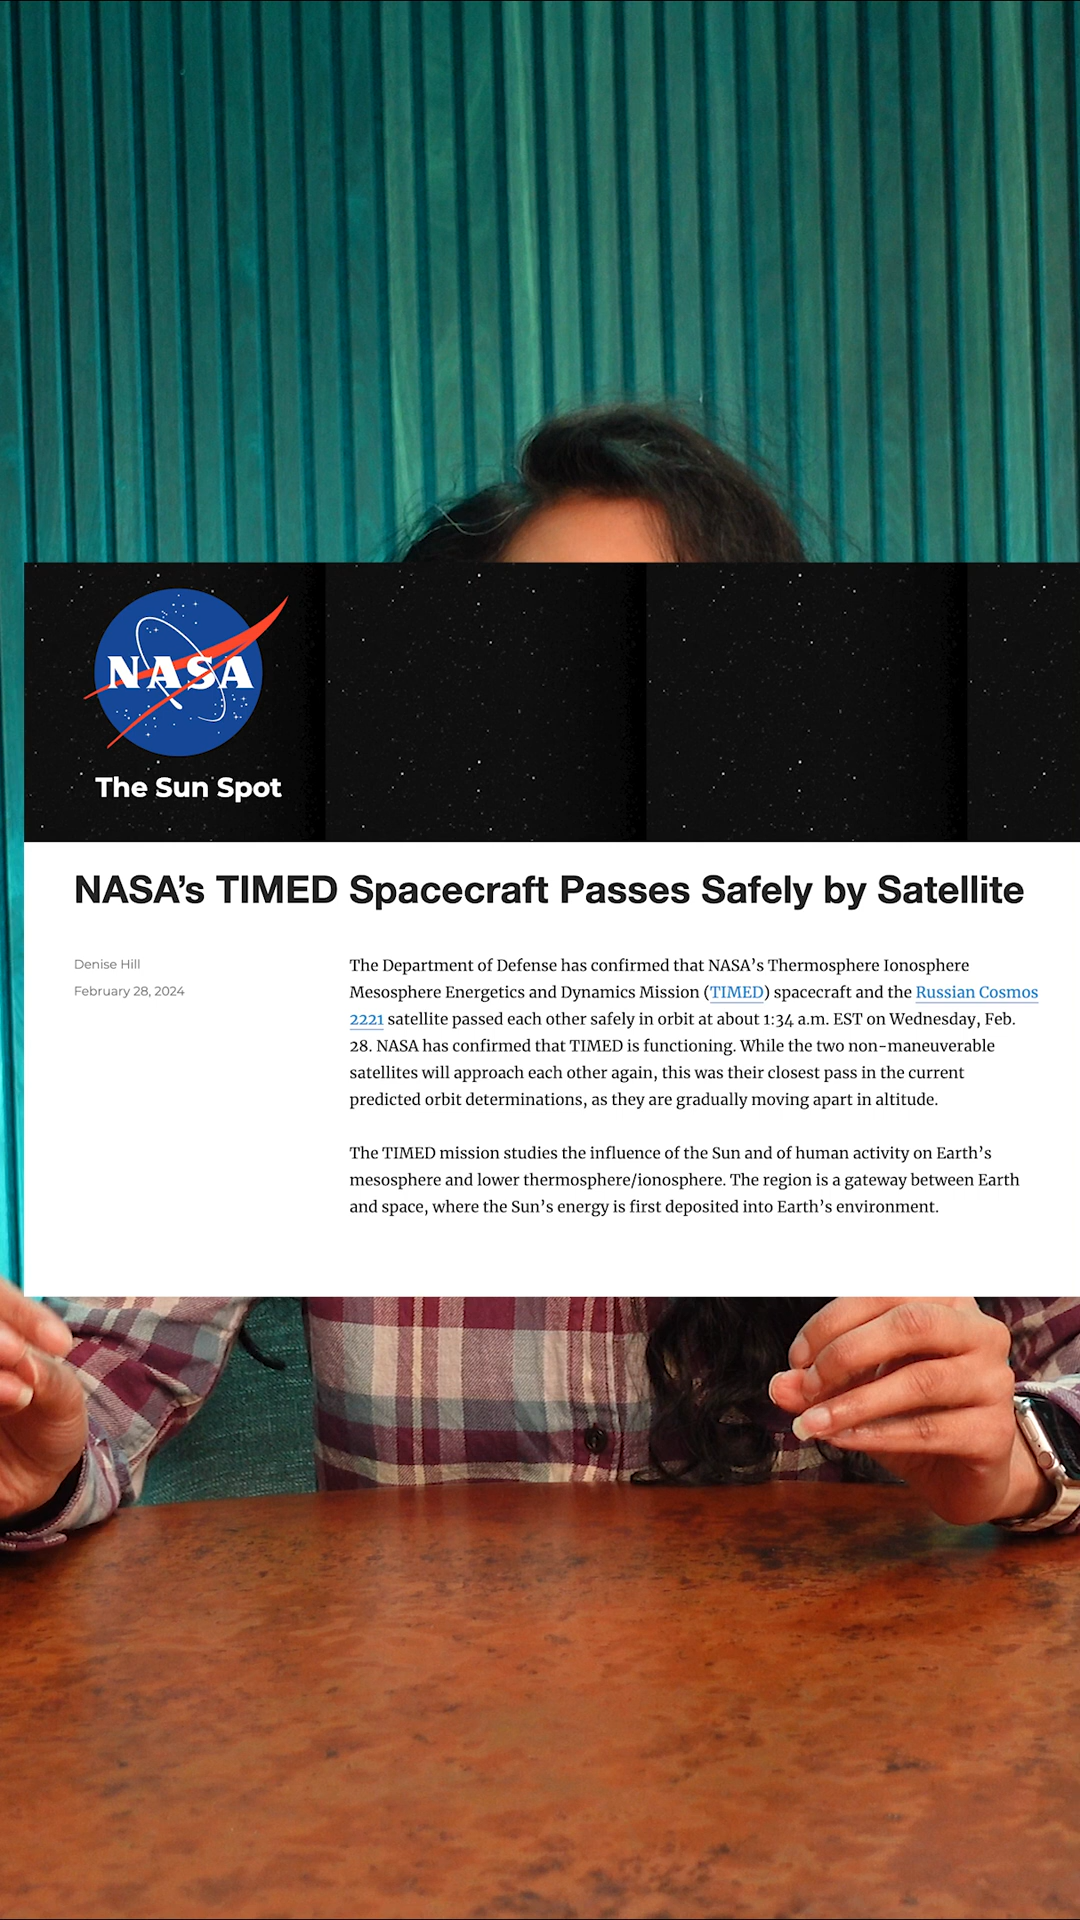 NASA
The Sun Spot
NASA’s TIMED Spacecraft Passes Safely by Satellite
Denise Hill
February 28, 2024
The Department of Defense has confirmed that NASA’s Thermosphere Ionosphere
Mesosphere Energetics and Dynamics Mission (TIMED) spacecraft and the Russian Cosmos
2221 satellite passed each other safely in orbit at about 1:34 a.m. EST on Wednesday, Feb.
28. NASA has confirmed that TIMED is functioning. While the two non-maneuverable
satellites will approach each other again, this was their closest pass in the current
predicted orbit determinations, as they are gradually moving apart in altitude.
The TIMED mission studies the influence of the Sun and of human activity on Earth’s
mesosphere and lower thermosphere/ionosphere. The region is a gateway between Earth
and space, where the Sun’s energy is first deposited into Earth’s environment.